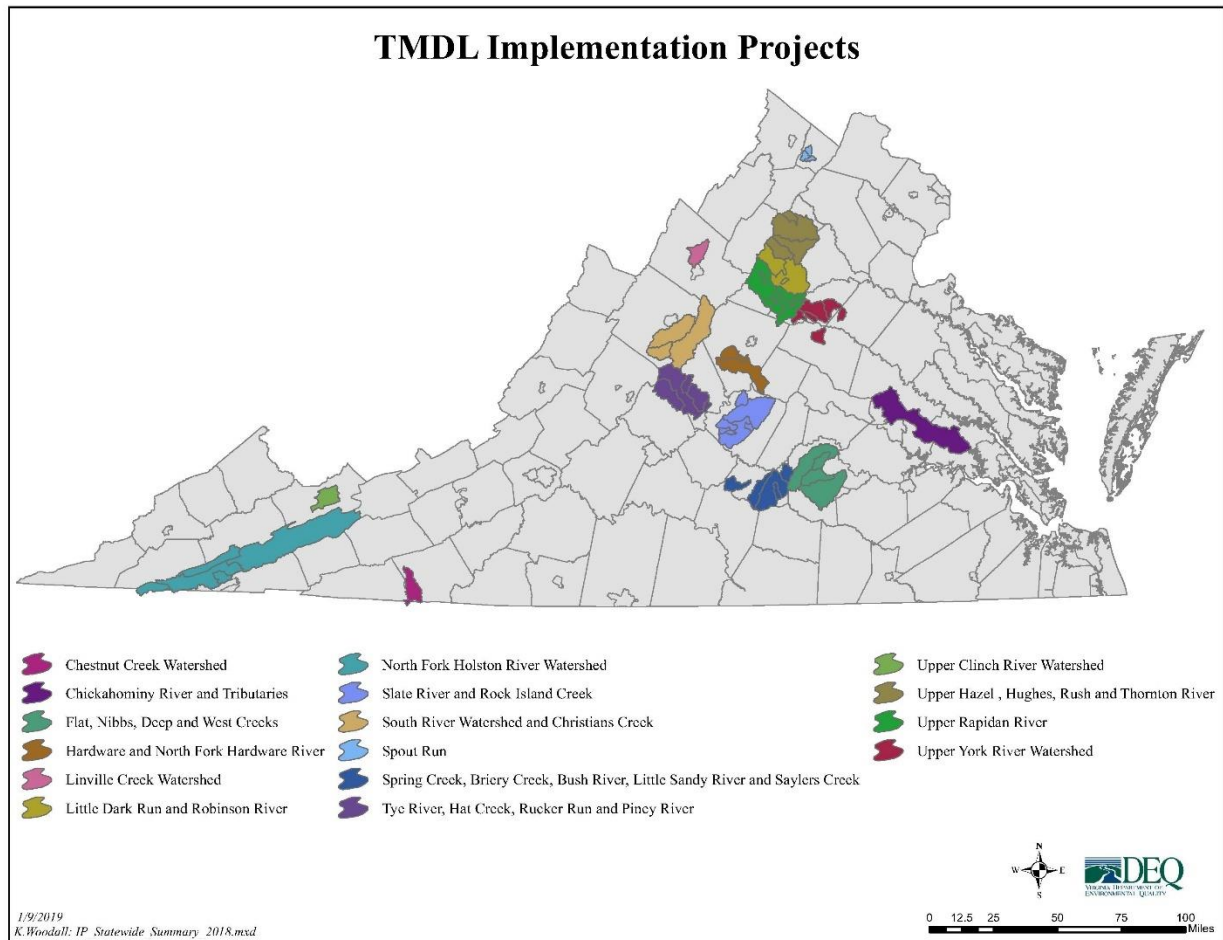 TMDL Implementation Projects
Chestnut Creek Watershed
Chickahominy River and Tributaries
Flat, Nibbs, Deep and West Creeks
Hardware and North Fork Hardware River
Linville Creek Watershed
Little Dark Run and Robinson River
North Fork Holston River Watershed
Slate River and Rock Island Creek
South River Watershed and Christians Creek
Spout Run
Spring Creek, Briery Creek, Bush River, Little Sandy River and Saylers Creek
Tye River, Hat Creek, Rucker Run and Piney River
Upper Clinch River Watershed
Upper Hazel , Hughes, Rush and Thornton River
Upper Rapidan River
Upper York River Watershed
N
W E
S
DEQ
VIRGINIA DEPARTMENT OF
ENVIRONMENTAL QUALITY
1/9/2019
K.Woodall: IP_Statewide_Summary_2018.mxd
0 12.5 25 50 75 100
Miles